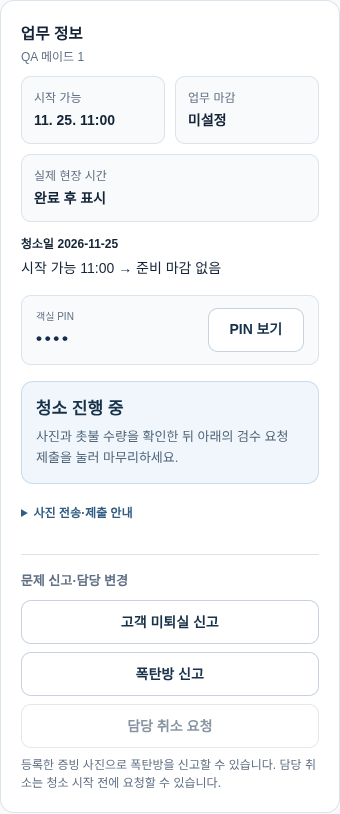 업무 정보
QA 메이드 1
시작 가능
11. 25. 11:00
업무 마감
미설정
실제 현장 시간
완료 후 표시
청소일 2026-11-25
시작 가능 11:00 → 준비 마감 없음
객실 PIN
••••
PIN 보기
청소 진행 중
사진과 촛불 수량을 확인한 뒤 아래의 검수 요청
제출을 눌러 마무리하세요.
▶ 사진 전송·제출 안내
문제 신고·담당 변경
고객 미퇴실 신고
폭탄방 신고
담당 취소 요청
등록한 증빙 사진으로 폭탄방을 신고할 수 있습니다. 담당 취
소는 청소 시작 전에 요청할 수 있습니다.